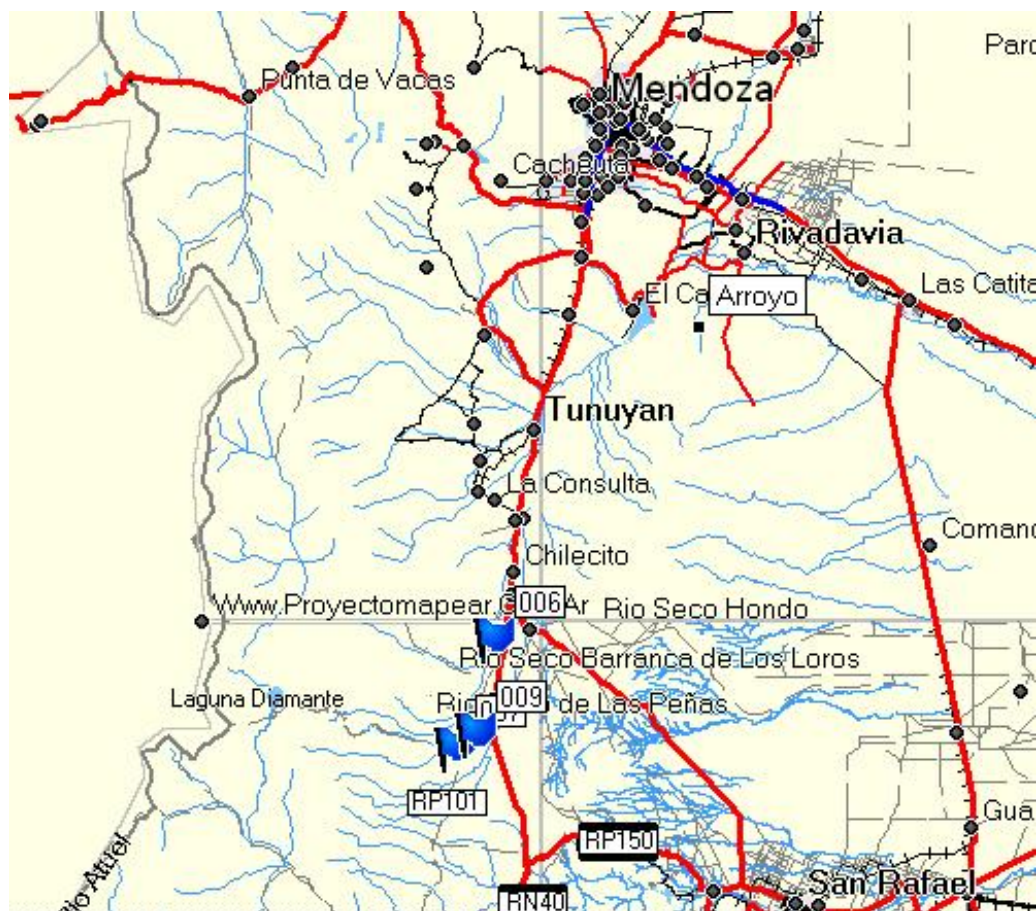 Parc
Punta de Vacas
Mendoza
Cacheuta
Rivadavia
El Ca
Arroyo
Las Catita
Tunuyan
La Consulta
Comand
Chilecito
Www.Proyectomapear. Ar
006
Rio Seco Hondo
Rio Seco Barranca de Los Loros
Laguna Diamante
009
de Las Peñas
RP101
RP150
Gua
Rio Atuel
San Rafael
RN40